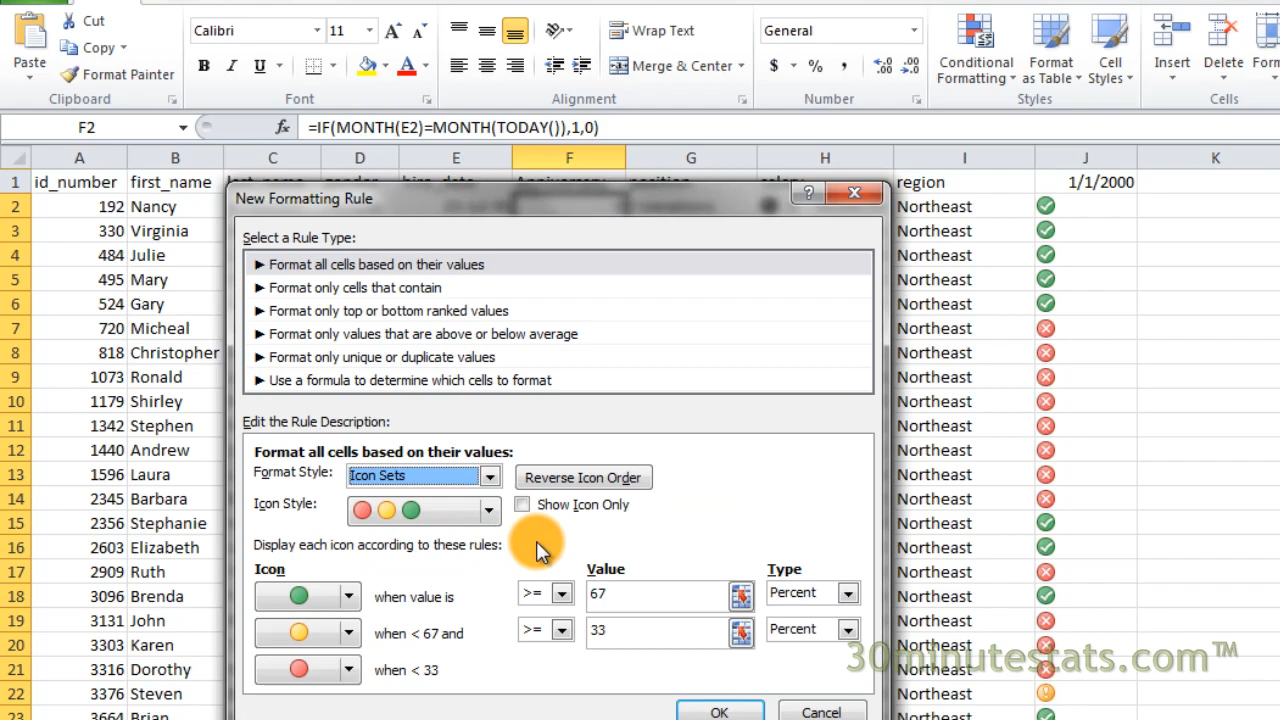 Cut
Calibri 11 Wrap Text General
Copy
Paste Format Painter B I U Merge & Center $ % , Conditional Formatting Format as Table Cell Styles Insert Delete
Clipboard Font Alignment Number Styles Cells
F2 fx =IF(MONTH(E2)=MONTH(TODAY()),1,0)
A B C D E F G H I J K
1 id_number first_name region 1/1/2000
2 192 Nancy Northeast
3 330 Virginia Northeast
4 484 Julie Northeast
5 495 Mary Northeast
6 524 Gary Northeast
7 720 Micheal Northeast
8 818 Christopher Northeast
9 1073 Ronald Northeast
10 1179 Shirley Northeast
11 1342 Stephen Northeast
12 1440 Andrew Northeast
13 1596 Laura Northeast
14 2345 Barbara Northeast
15 2356 Stephanie Northeast
16 2603 Elizabeth Northeast
17 2909 Ruth Northeast
18 3096 Brenda Northeast
19 3131 John Northeast
20 3303 Karen Northeast
21 3316 Dorothy Northeast
22 3376 Steven Northeast
23 3664 Brian Northeast
New Formatting Rule ?
Select a Rule Type:
► Format all cells based on their values
► Format only cells that contain
► Format only top or bottom ranked values
► Format only values that are above or below average
► Format only unique or duplicate values
► Use a formula to determine which cells to format
Edit the Rule Description:
Format all cells based on their values:
Format Style: Icon Sets Reverse Icon Order
Icon Style: Show Icon Only
Display each icon according to these rules:
Icon Value Type
when value is >= 67 Percent
when < 67 and >= 33 Percent
when < 33
OK Cancel
30minutestats.com™